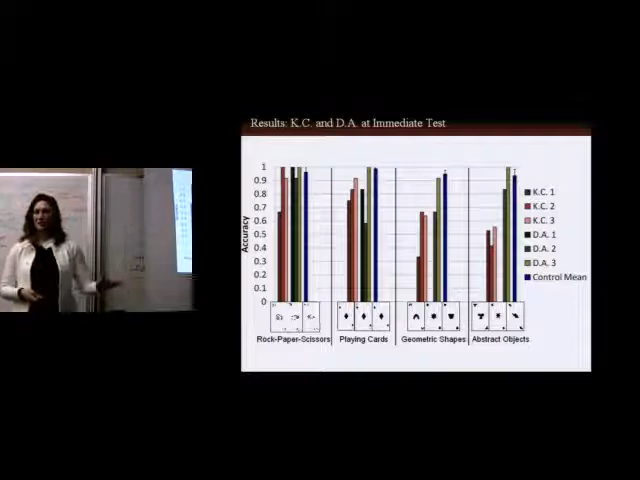 Results: K.C. and D.A. at Immediate Test
Accuracy
1
0.9
0.8
0.7
0.6
0.5
0.4
0.3
0.2
0.1
0
Rock-Paper-Scissors
Playing Cards
Geometric Shapes
Abstract Objects
K.C. 1
K.C. 2
K.C. 3
D.A. 1
D.A. 2
D.A. 3
Control Mean